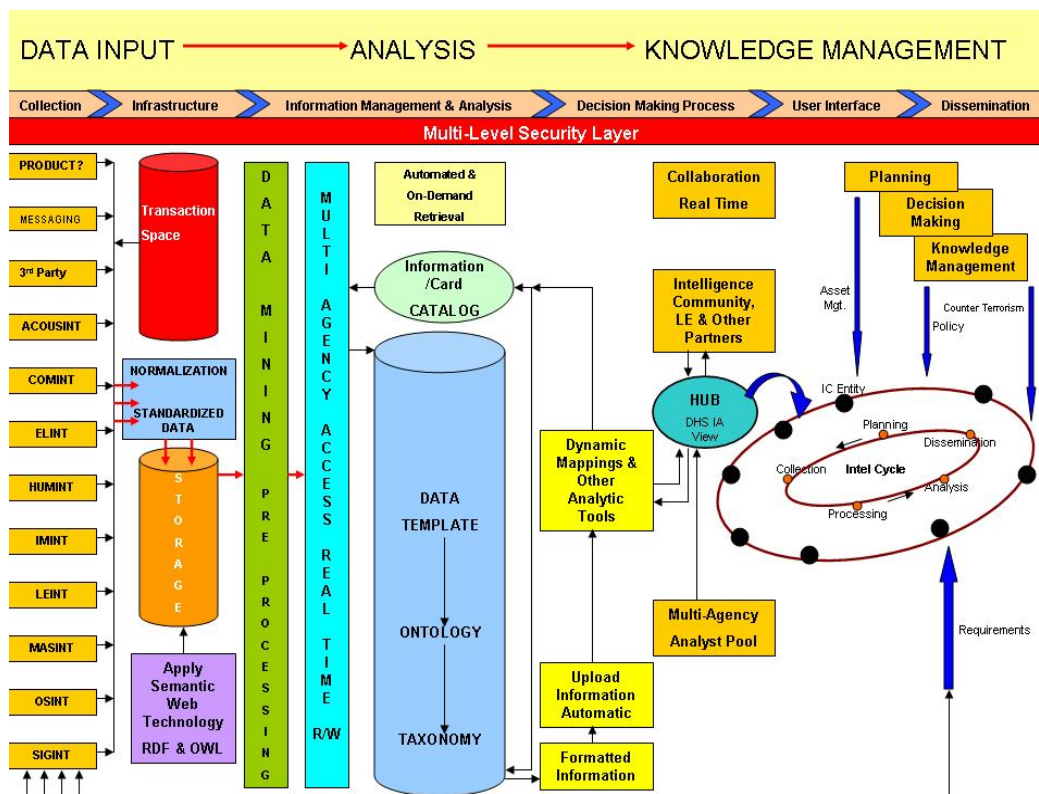 DATA INPUT
ANALYSIS
KNOWLEDGE MANAGEMENT
Collection
Infrastructure
Information Management & Analysis
Decision Making Process
User Interface
Dissemination
Multi-Level Security Layer
PRODUCT?
MESSAGING
3rd Party
ACOUSINT
COMINT
ELINT
HUMINT
IMINT
LEINT
MASINT
OSINT
SIGINT
Transaction
Space
NORMALIZATION
STANDARDIZED
DATA
STORAGE
Apply
Semantic
Web
Technology
RDF & OWL
DATA MINING PRE PROCESSING
MULTI AGENCY ACCESS REAL TIME
R/W
Automated &
On-Demand
Retrieval
Information
/Card
CATALOG
DATA
TEMPLATE
ONTOLOGY
TAXONOMY
Dynamic
Mappings &
Other
Analytic
Tools
Upload
Information
Automatic
Formatted
Information
Collaboration
Real Time
Intelligence
Community,
LE & Other
Partners
HUB
DHS IA
View
Multi-Agency
Analyst Pool
Planning
Decision
Making
Knowledge
Management
Asset
Mgt.
Policy
Counter Terrorism
IC Entity
Planning
Dissemination
Collection
Intel Cycle
Analysis
Processing
Requirements